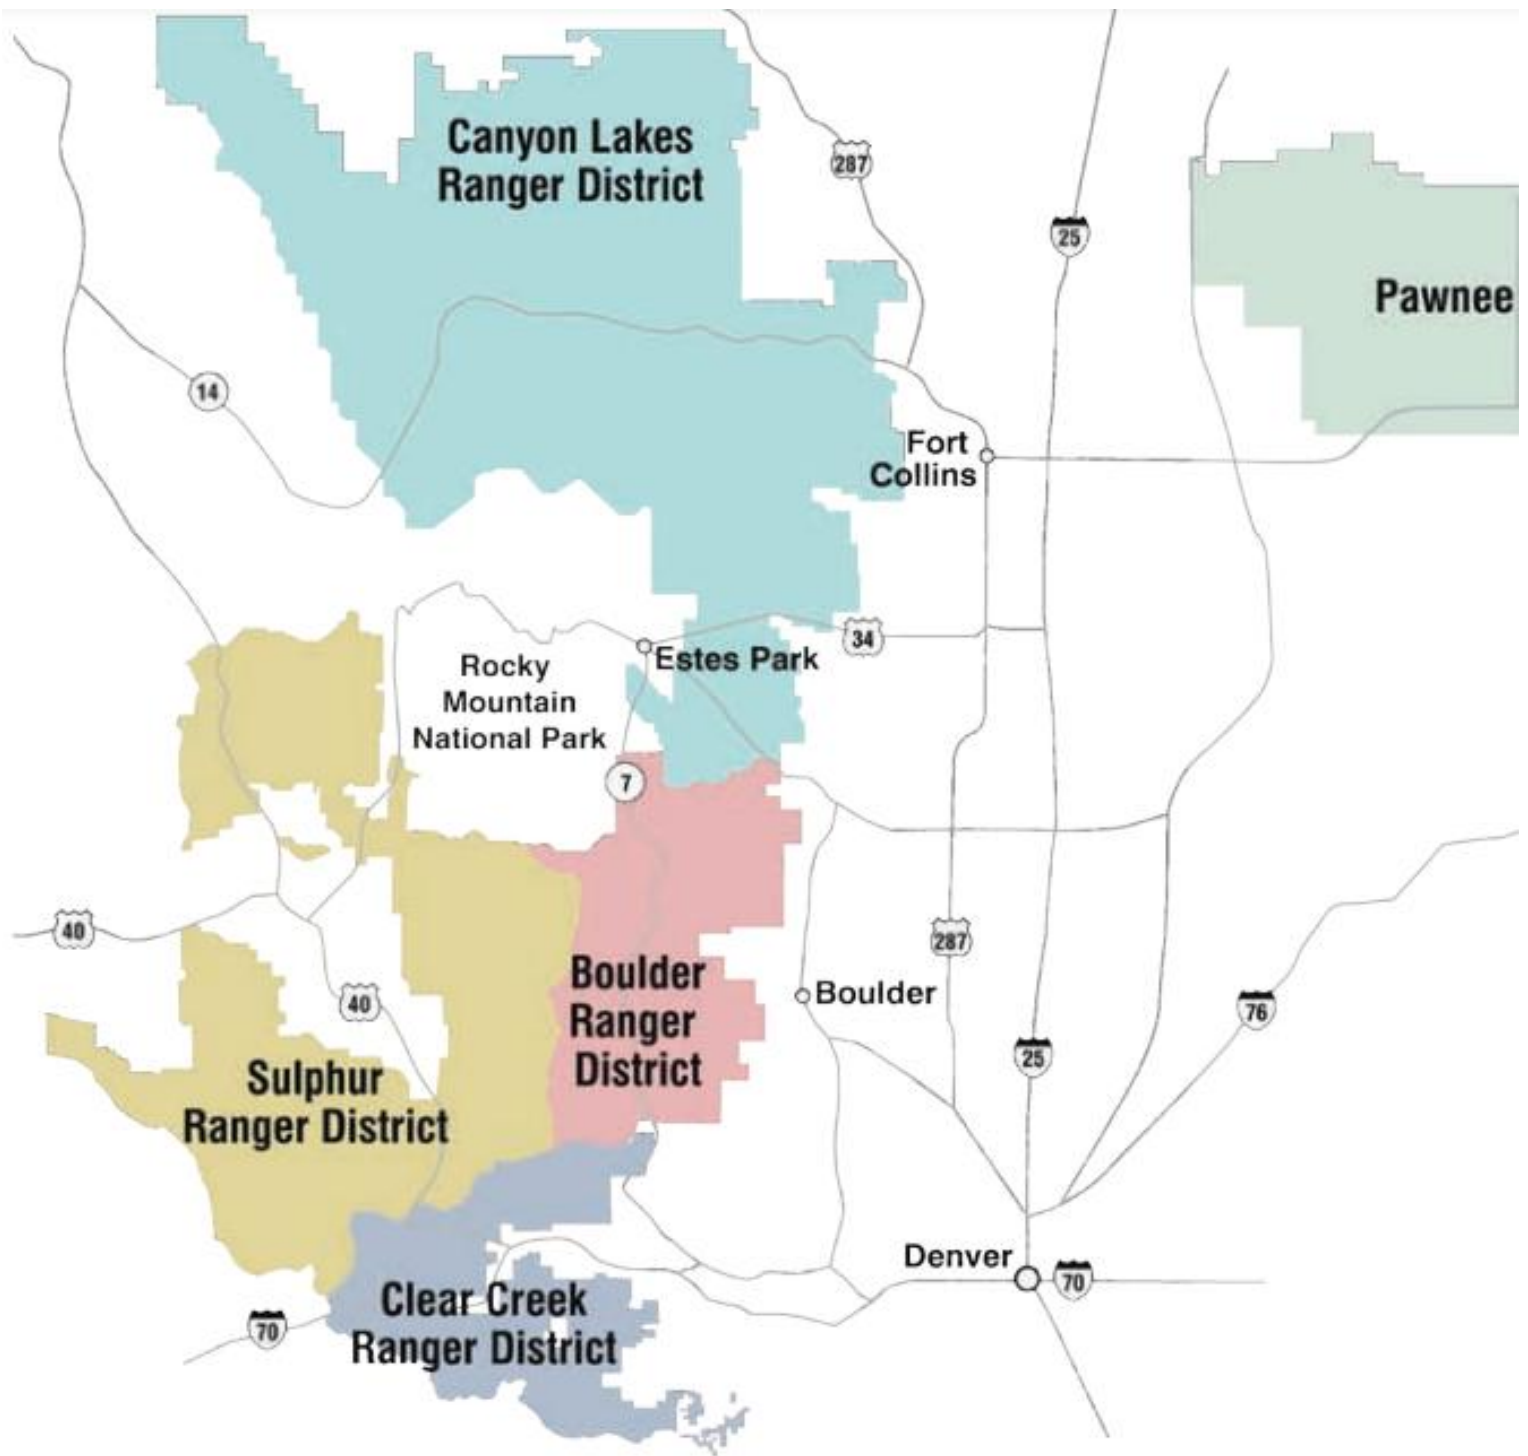 Canyon Lakes
Ranger District
287
25
Pawnee
14
Fort
Collins
34
Estes Park
Rocky
Mountain
National Park
7
40
Boulder
Ranger
District
287
Boulder
40
76
25
Sulphur
Ranger District
Denver
70
Clear Creek
Ranger District
70